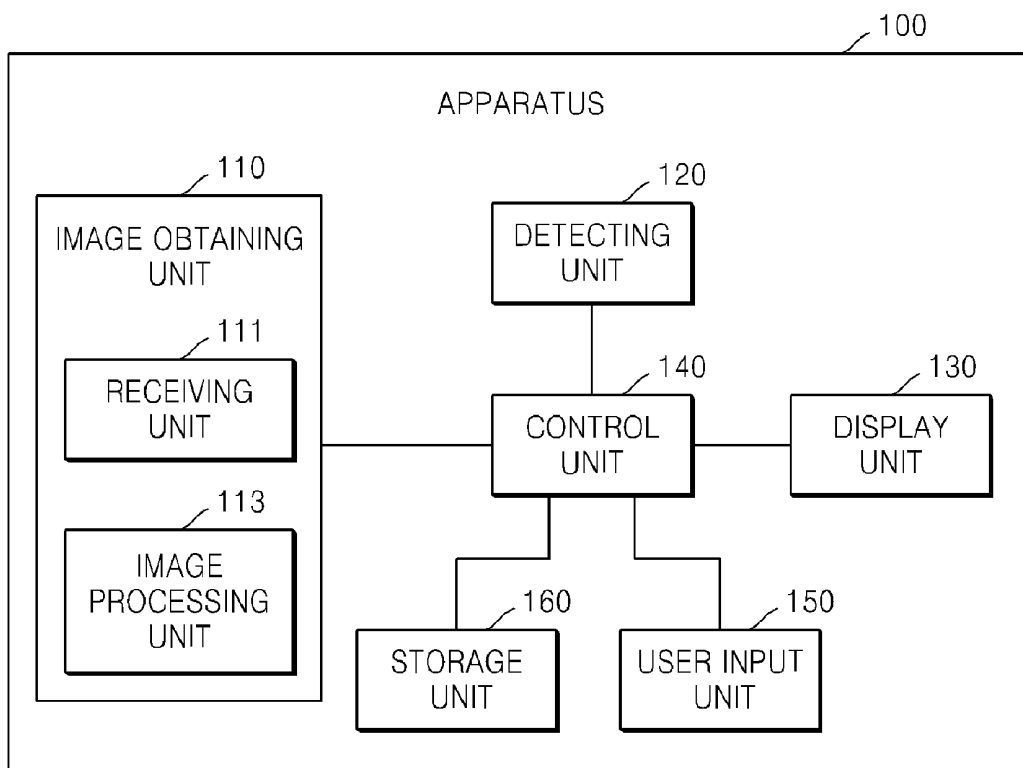 100
APPARATUS
110
IMAGE OBTAINING
UNIT
111
RECEIVING
UNIT
113
IMAGE
PROCESSING
UNIT
120
DETECTING
UNIT
140
CONTROL
UNIT
130
DISPLAY
UNIT
160
STORAGE
UNIT
150
USER INPUT
UNIT